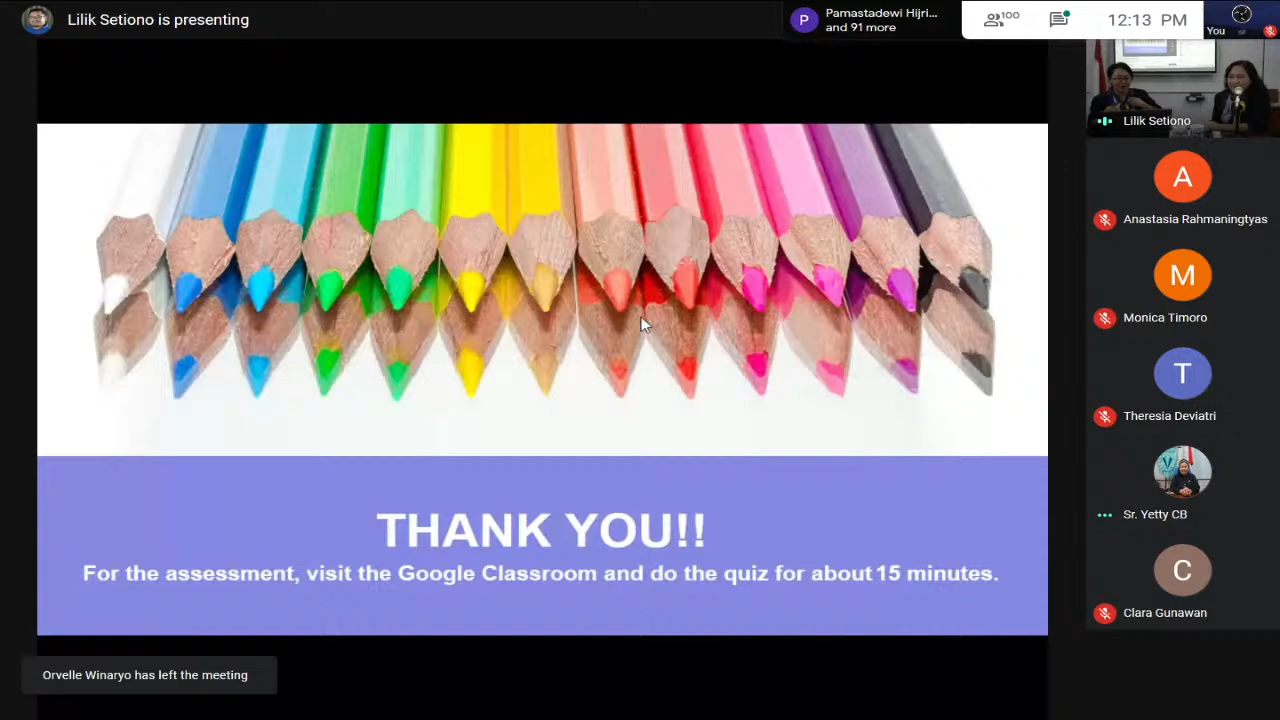 Lilik Setiono is presenting
P
Pamastadewi Hijri...
and 91 more
100
12:13 PM
You
Lilik Setiono
A
Anastasia Rahmaningtyas
M
Monica Timoro
T
Theresia Deviatri
Sr. Yetty CB
C
Clara Gunawan
THANK YOU!!
For the assessment, visit the Google Classroom and do the quiz for about 15 minutes.
Orvelle Winaryo has left the meeting